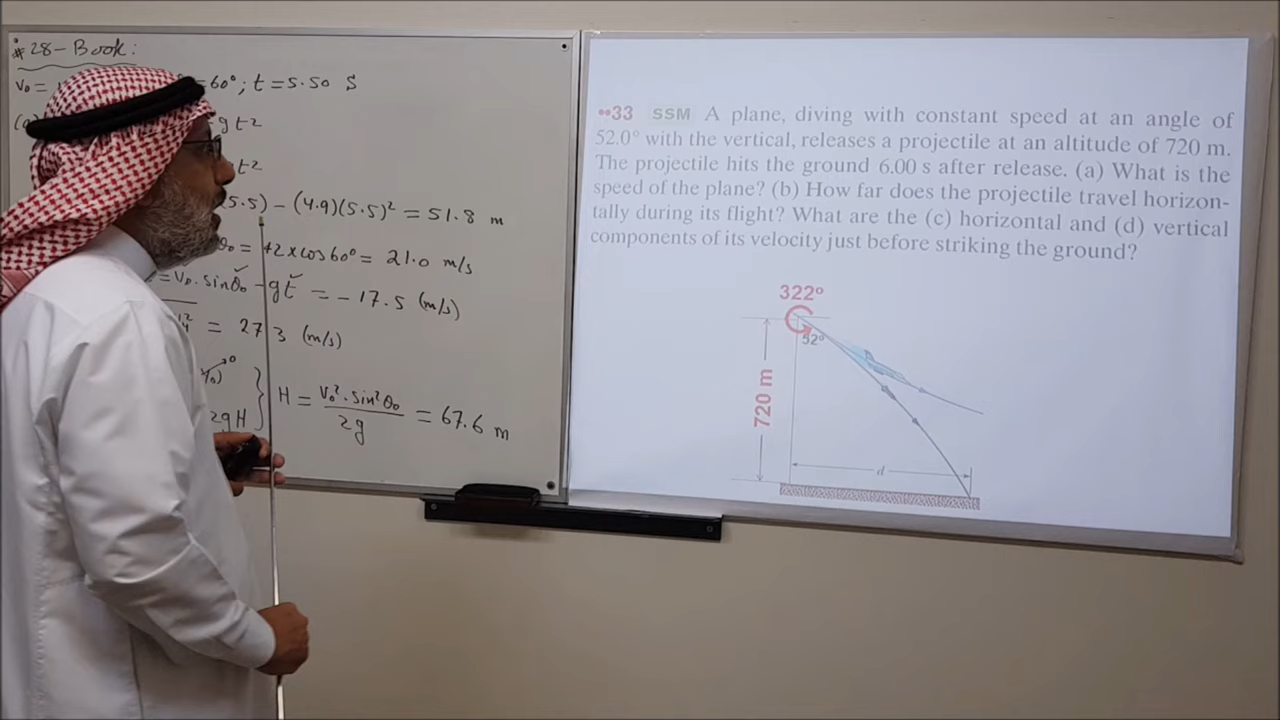 #28-Book:
v₀ = =60°; t = 5.50 S
gt²
t²
(5.5) - (4.9)(5.5)² = 51.8 m
θ₀ = 42xcos60° = 21.0 m/s
= v₀.sinθ₀ - gt = -17.5 (m/s)
= 27.3 (m/s)
2gH
H = v₀².sin²θ₀ / 2g = 67.6 m
••33 SSM A plane, diving with constant speed at an angle of
52.0° with the vertical, releases a projectile at an altitude of 720 m.
The projectile hits the ground 6.00 s after release. (a) What is the
speed of the plane? (b) How far does the projectile travel horizon-
tally during its flight? What are the (c) horizontal and (d) vertical
components of its velocity just before striking the ground?
322°
52°
720 m
d